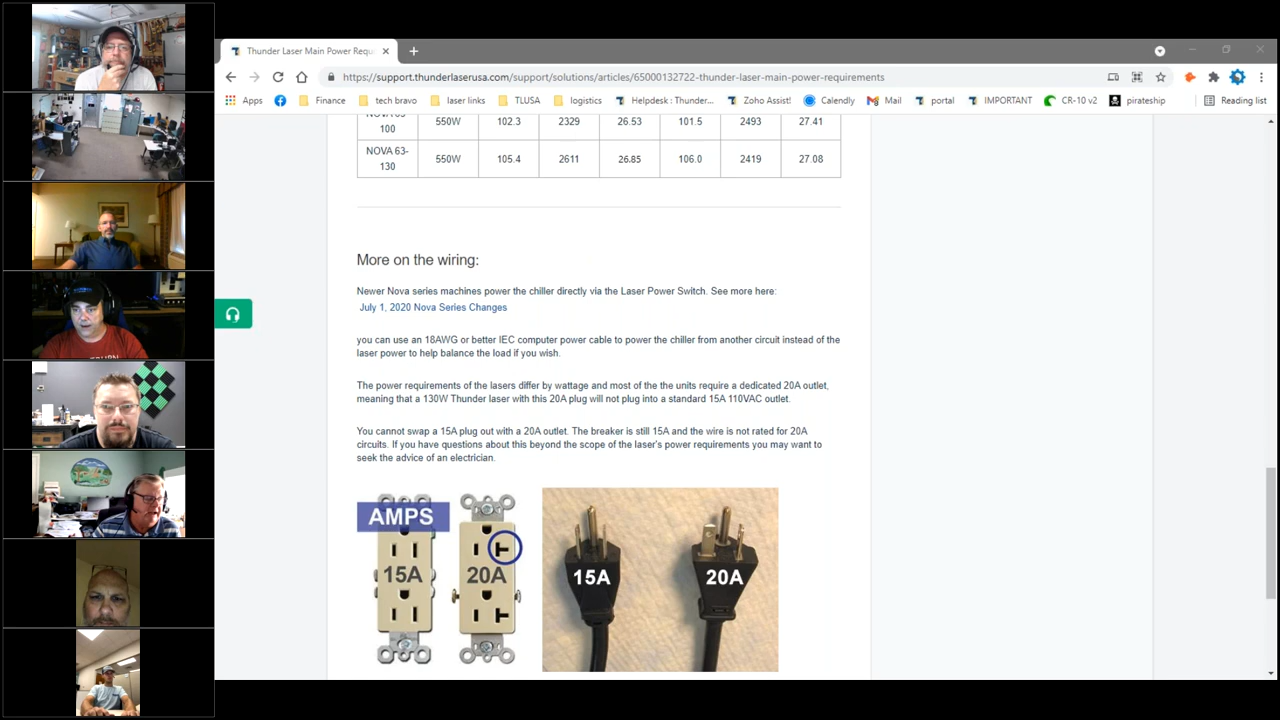 Thunder Laser Main Power Requ
https://support.thunderlaserusa.com/support/solutions/articles/65000132722-thunder-laser-main-power-requirements
Apps Finance tech bravo laser links TLUSA logistics Helpdesk : Thunder... Zoho Assist! Calendly Mail portal IMPORTANT CR-10 v2 pirateship Reading list
100 550W 102.3 2329 26.53 101.5 2493 27.41
NOVA 63-
130 550W 105.4 2611 26.85 106.0 2419 27.08
More on the wiring:
Newer Nova series machines power the chiller directly via the Laser Power Switch. See more here:
July 1, 2020 Nova Series Changes
you can use an 18AWG or better IEC computer power cable to power the chiller from another circuit instead of the
laser power to help balance the load if you wish.
The power requirements of the lasers differ by wattage and most of the the units require a dedicated 20A outlet,
meaning that a 130W Thunder laser with this 20A plug will not plug into a standard 15A 110VAC outlet.
You cannot swap a 15A plug out with a 20A outlet. The breaker is still 15A and the wire is not rated for 20A
circuits. If you have questions about this beyond the scope of the laser's power requirements you may want to
seek the advice of an electrician.
AMPS
15A 20A
15A 20A